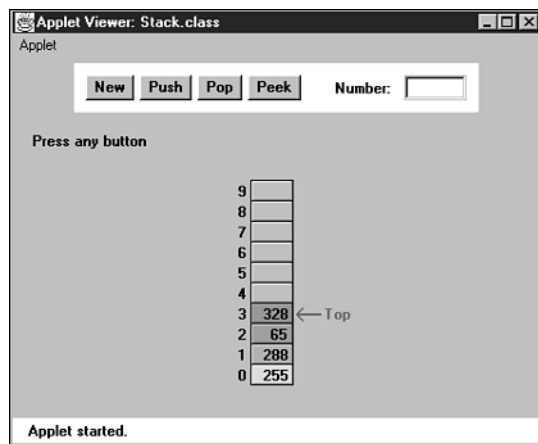 Applet Viewer: Stack.class
Applet
New Push Pop Peek Number:
Press any button
9
8
7
6
5
4
3 328 Top
2 65
1 288
0 255
Applet started.